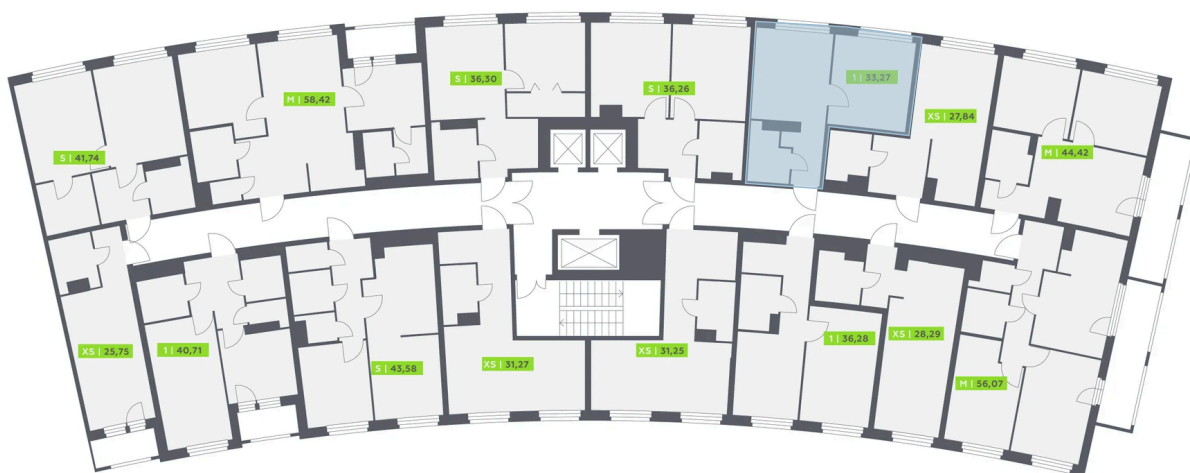 S | 36,30
S | 36,26
1 | 33,27
M | 58,42
XS | 27,84
S | 41,74
M | 44,42
XS | 25,75
1 | 40,71
S | 43,58
XS | 31,27
XS | 31,25
1 | 36,28
XS | 28,29
M | 56,07